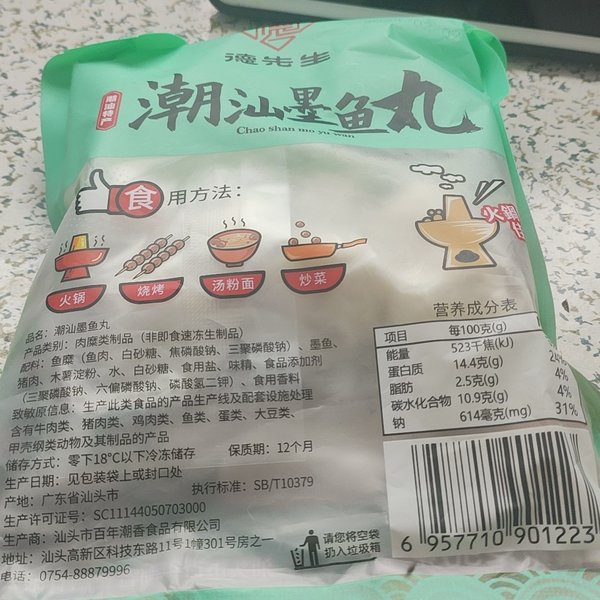 德先生
潮汕特产
潮汕墨鱼丸
Chao shan mo yu wan
食用方法：
火锅
火锅 烧烤 汤粉面 炒菜
品名：潮汕墨鱼丸
产品类别：肉糜类制品（非即食速冻生制品）
配料：鱼糜（鱼肉、白砂糖、焦磷酸钠、三聚磷酸钠）、墨鱼、
猪肉、木薯淀粉、水、白砂糖、食用盐、味精、食品添加剂
（三聚磷酸钠、六偏磷酸钠、磷酸氢二钾）、食用香料
致敏原信息：生产此类食品的产品生产线及配套设施处理
含有牛肉类、猪肉类、鸡肉类、鱼类、蛋类、大豆类、
甲壳纲类动物及其制品的产品
储存方式：零下18℃以下冷冻储存 保质期：12个月
生产日期：见包装袋上或封口处
产地：广东省汕头市 执行标准：SB/T10379
生产许可证号：SC11144050703000
生产商：汕头市百年潮香食品有限公司
地址：汕头高新区科技东路11号1幢301号房之一
电话：0754-88879996
营养成分表
项目 每100克(g)
能量 523千焦(kJ)
蛋白质 14.4克(g) 24%
脂肪 2.5克(g) 4%
碳水化合物 10.9克(g) 4%
钠 614毫克(mg) 31%
请您将空袋
扔入垃圾箱
6 957710 901223